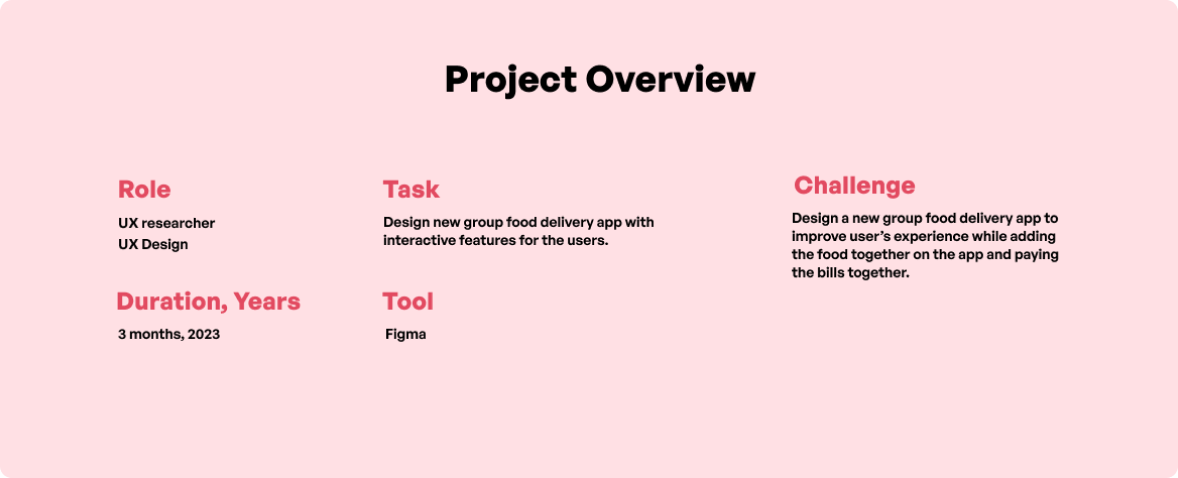 Project Overview
Role
UX researcher
UX Design
Task
Design new group food delivery app with
interactive features for the users.
Challenge
Design a new group food delivery app to
improve user’s experience while adding
the food together on the app and paying
the bills together.
Duration, Years
3 months, 2023
Tool
Figma